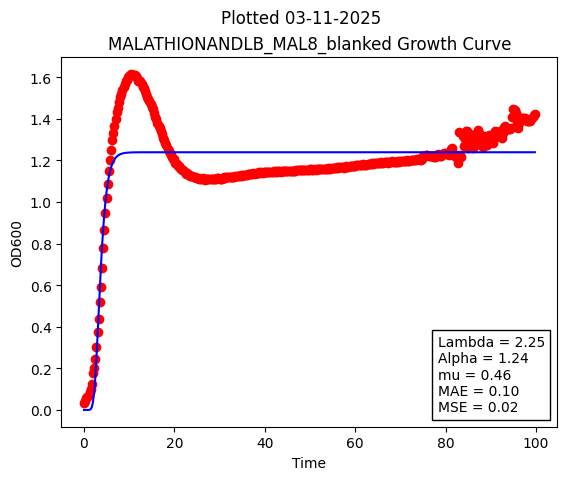 Plotted 03-11-2025
MALATHIONANDLB_MAL8_blanked Growth Curve
OD600
1.6
1.4
1.2
1.0
0.8
0.6
0.4
0.2
0.0
Lambda = 2.25
Alpha = 1.24
mu = 0.46
MAE = 0.10
MSE = 0.02
0 20 40 60 80 100
Time